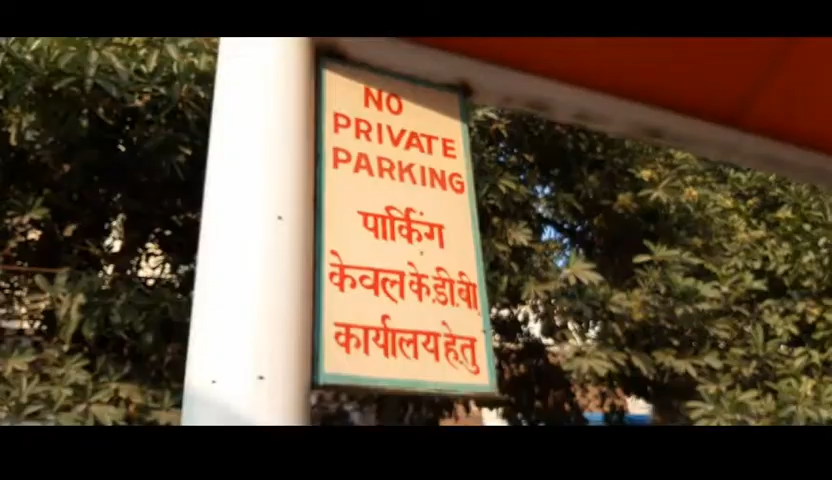 NO
PRIVATE
PARKING
पार्किंग
केवल के.डी.वी.
कार्यालय हेतु